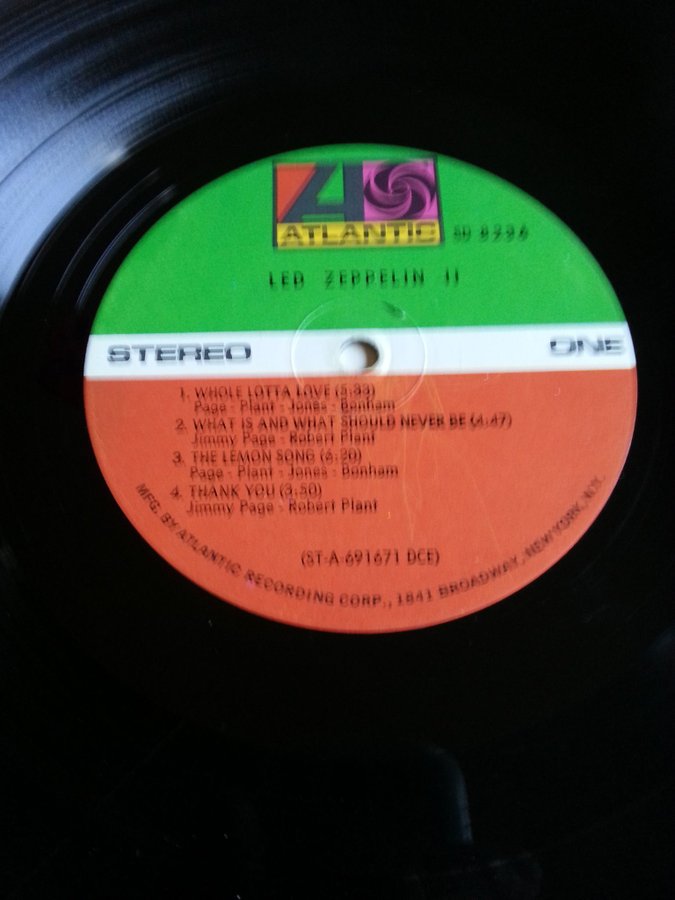 ATLANTIC
SD 8236
LED ZEPPELIN II
STEREO
ONE
1. WHOLE LOTTA LOVE (5:33)
Page - Plant - Jones - Bonham
2. WHAT IS AND WHAT SHOULD NEVER BE (4:47)
Jimmy Page - Robert Plant
3. THE LEMON SONG (6:20)
Page - Plant - Jones - Bonham
4. THANK YOU (3:50)
Jimmy Page - Robert Plant
(ST-A-691671 DCE)
MFG. BY ATLANTIC RECORDING CORP., 1841 BROADWAY, NEW YORK, N.Y.